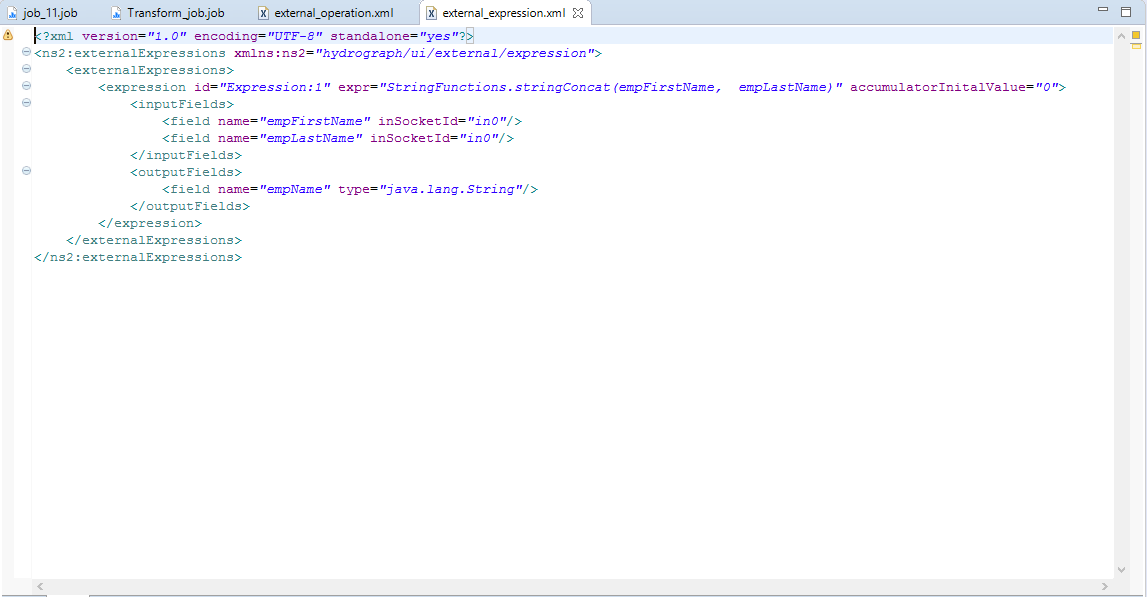 job_11.job Transform_job.job external_operation.xml external_expression.xml
<?xml version="1.0" encoding="UTF-8" standalone="yes"?>
<ns2:externalExpressions xmlns:ns2="hydrograph/ui/external/expression">
<externalExpressions>
<expression id="Expression:1" expr="StringFunctions.stringConcat(empFirstName,  empLastName)" accumulatorInitalValue="0">
<inputFields>
<field name="empFirstName" inSocketId="in0"/>
<field name="empLastName" inSocketId="in0"/>
</inputFields>
<outputFields>
<field name="empName" type="java.lang.String"/>
</outputFields>
</expression>
</externalExpressions>
</ns2:externalExpressions>